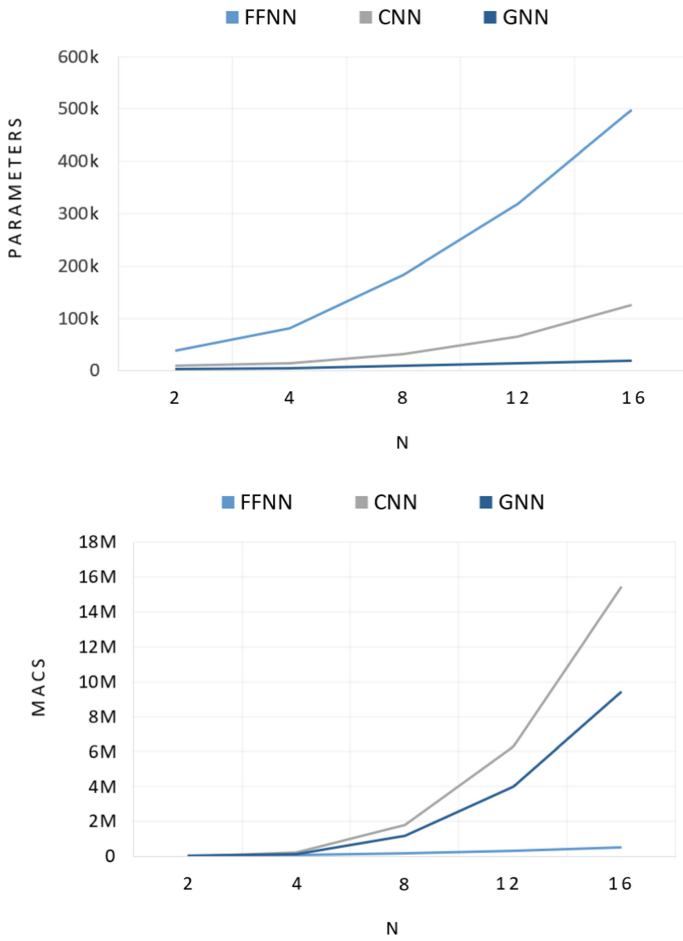 FFNN CNN GNN
600k
500k
400k
300k
200k
100k
0
PARAMETERS
2 4 8 12 16
N
FFNN CNN GNN
18M
16M
14M
12M
10M
8M
6M
4M
2M
0
MACS
2 4 8 12 16
N